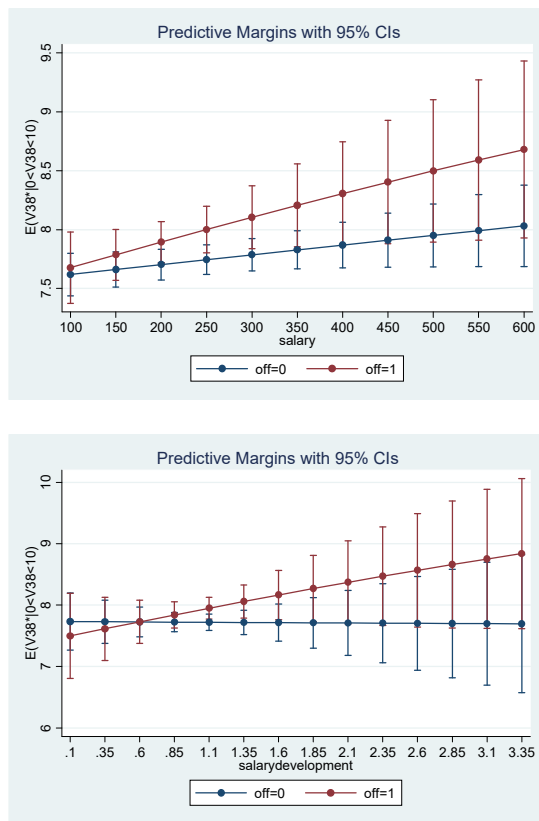 Predictive Margins with 95% CIs
E(V38*|0<V38<10)
9.5
9
8.5
8
7.5
100 150 200 250 300 350 400 450 500 550 600
salary
off=0 off=1
Predictive Margins with 95% CIs
E(V38*|0<V38<10)
10
9
8
7
6
.1 .35 .6 .85 1.1 1.35 1.6 1.85 2.1 2.35 2.6 2.85 3.1 3.35
salarydevelopment
off=0 off=1